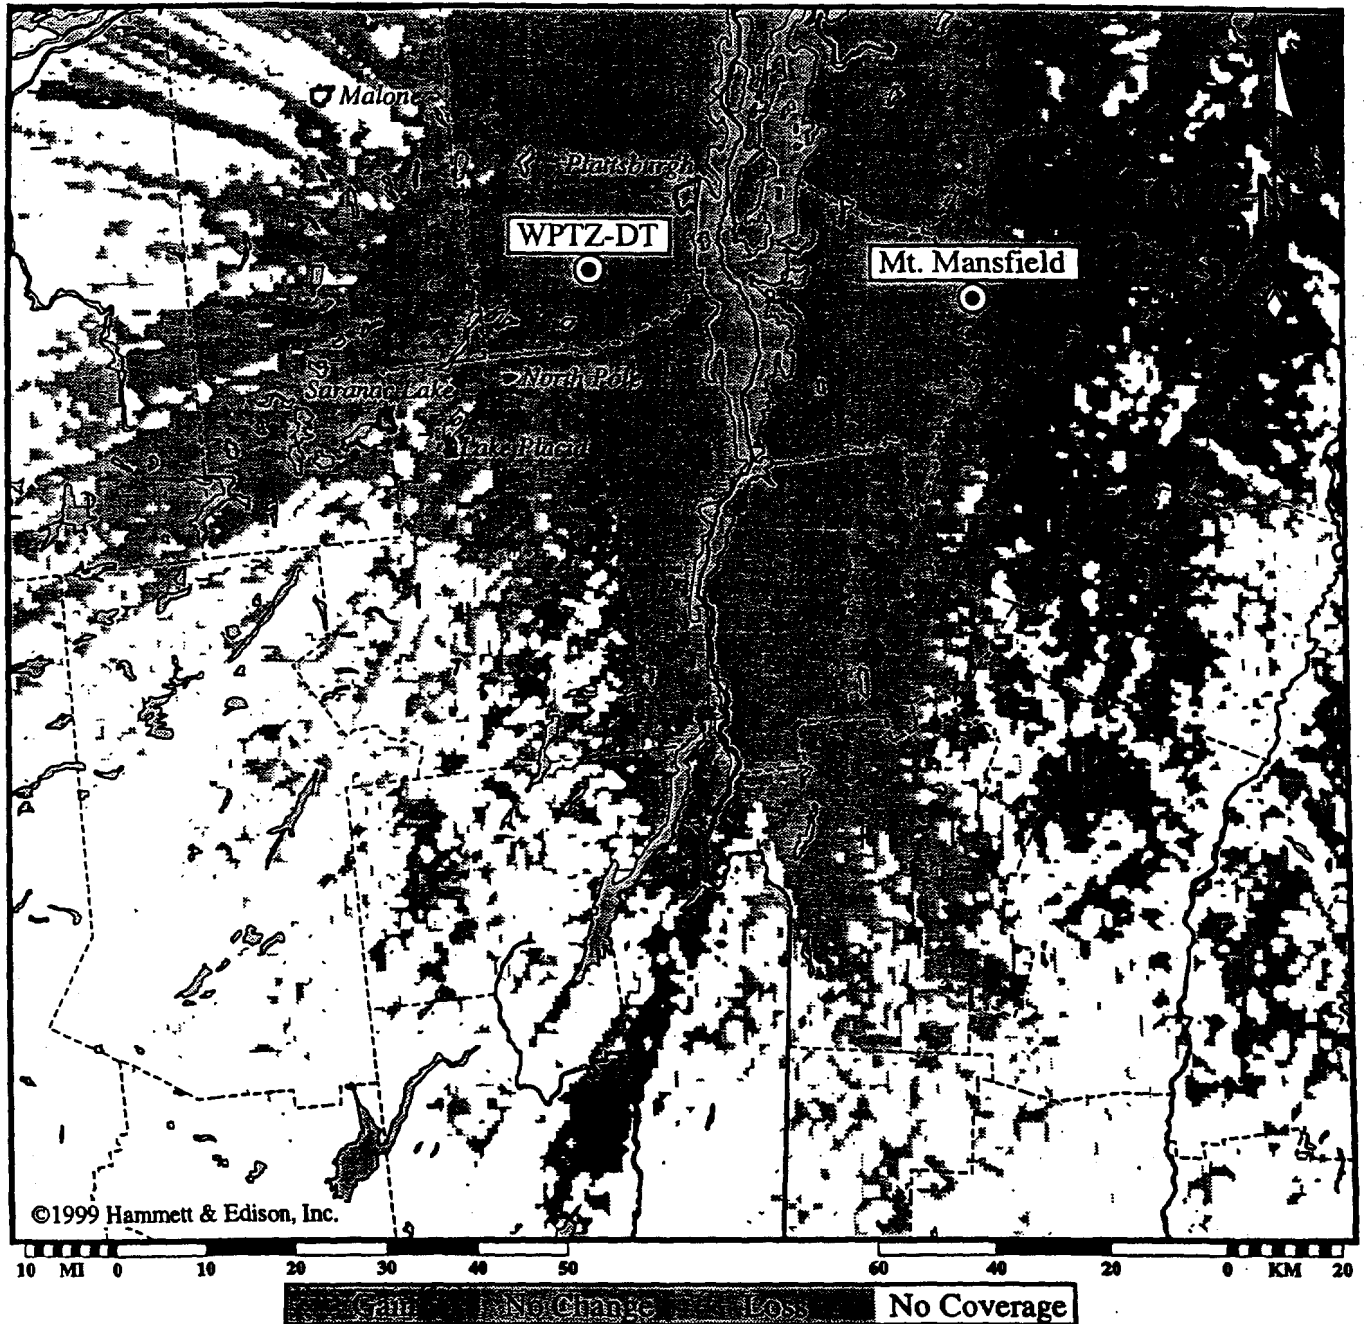 Malone
Plattsburgh
WPTZ-DT
Mt. Mansfield
Saranac Lake
North Pole
Lake Placid
©1999 Hammett & Edison, Inc.
10 MI 0 10 20 30 40 50 60 40 20 0 KM 20
Gain No Change Loss No Coverage